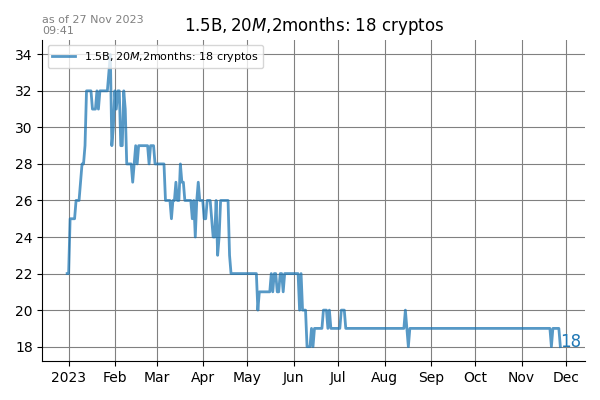 as of 27 Nov 2023
09:41
1.5B, 20M,2months: 18 cryptos
1.5B, 20M,2months: 18 cryptos
34
32
30
28
26
24
22
20
18
18
2023 Feb Mar Apr May Jun Jul Aug Sep Oct Nov Dec